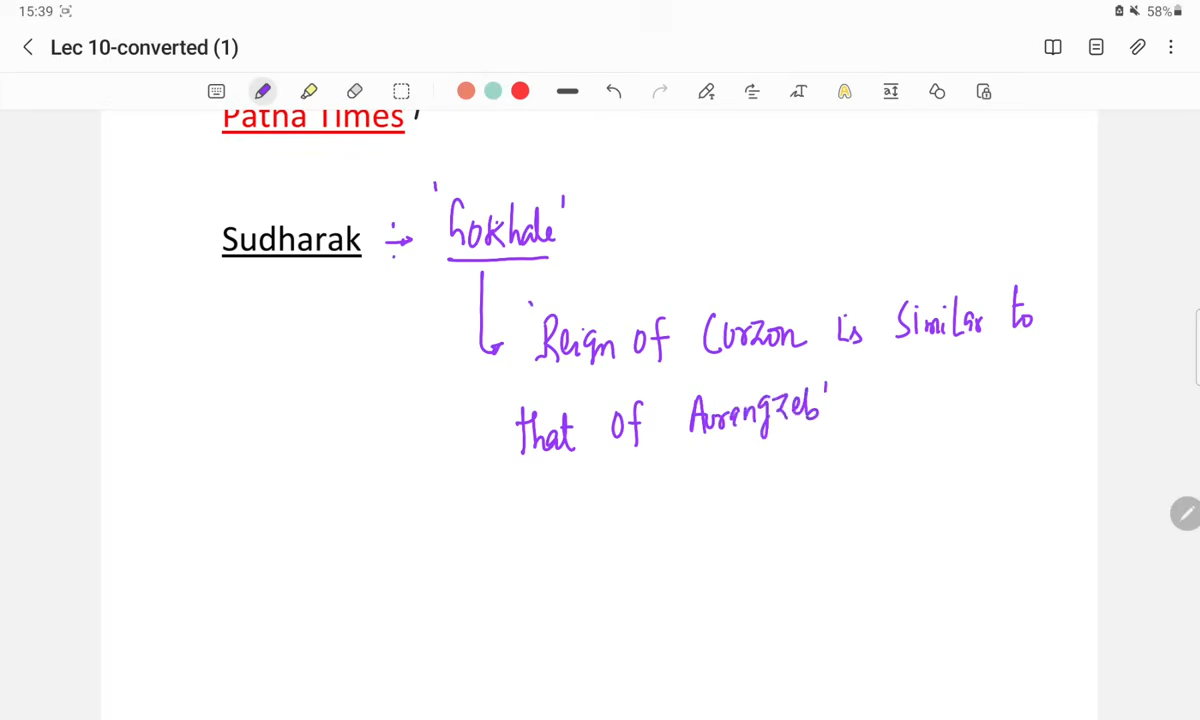 15:39 58%
Lec 10-converted (1)
Patna Times'
Sudharak ÷→ 'Gokhale'
'Reign of Curzon is Similar to
that of Aurangzeb'